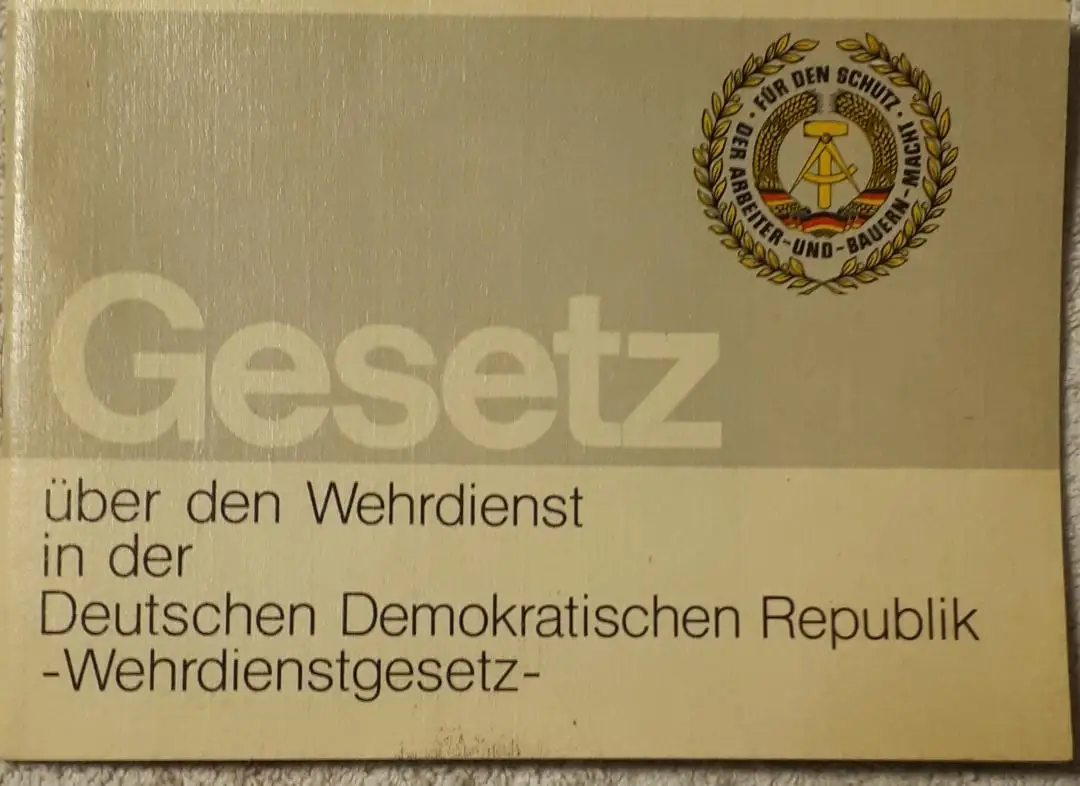 · FÜR DEN SCHUTZ · DER ARBEITER-UND-BAUERN-MACHT
Gesetz
über den Wehrdienst
in der
Deutschen Demokratischen Republik
-Wehrdienstgesetz-